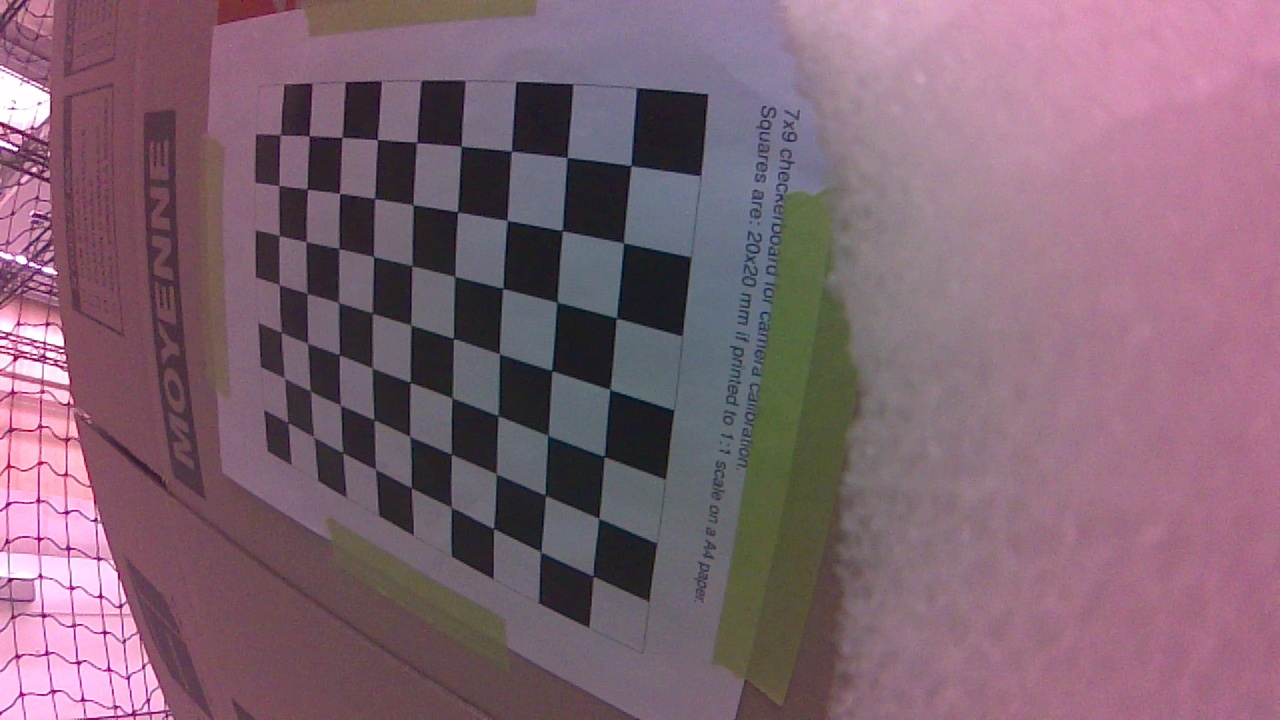 7x9 checkerboard for camera calibration.
Squares are: 20x20 mm if printed to 1:1 scale on a A4 paper.
MOYENNE